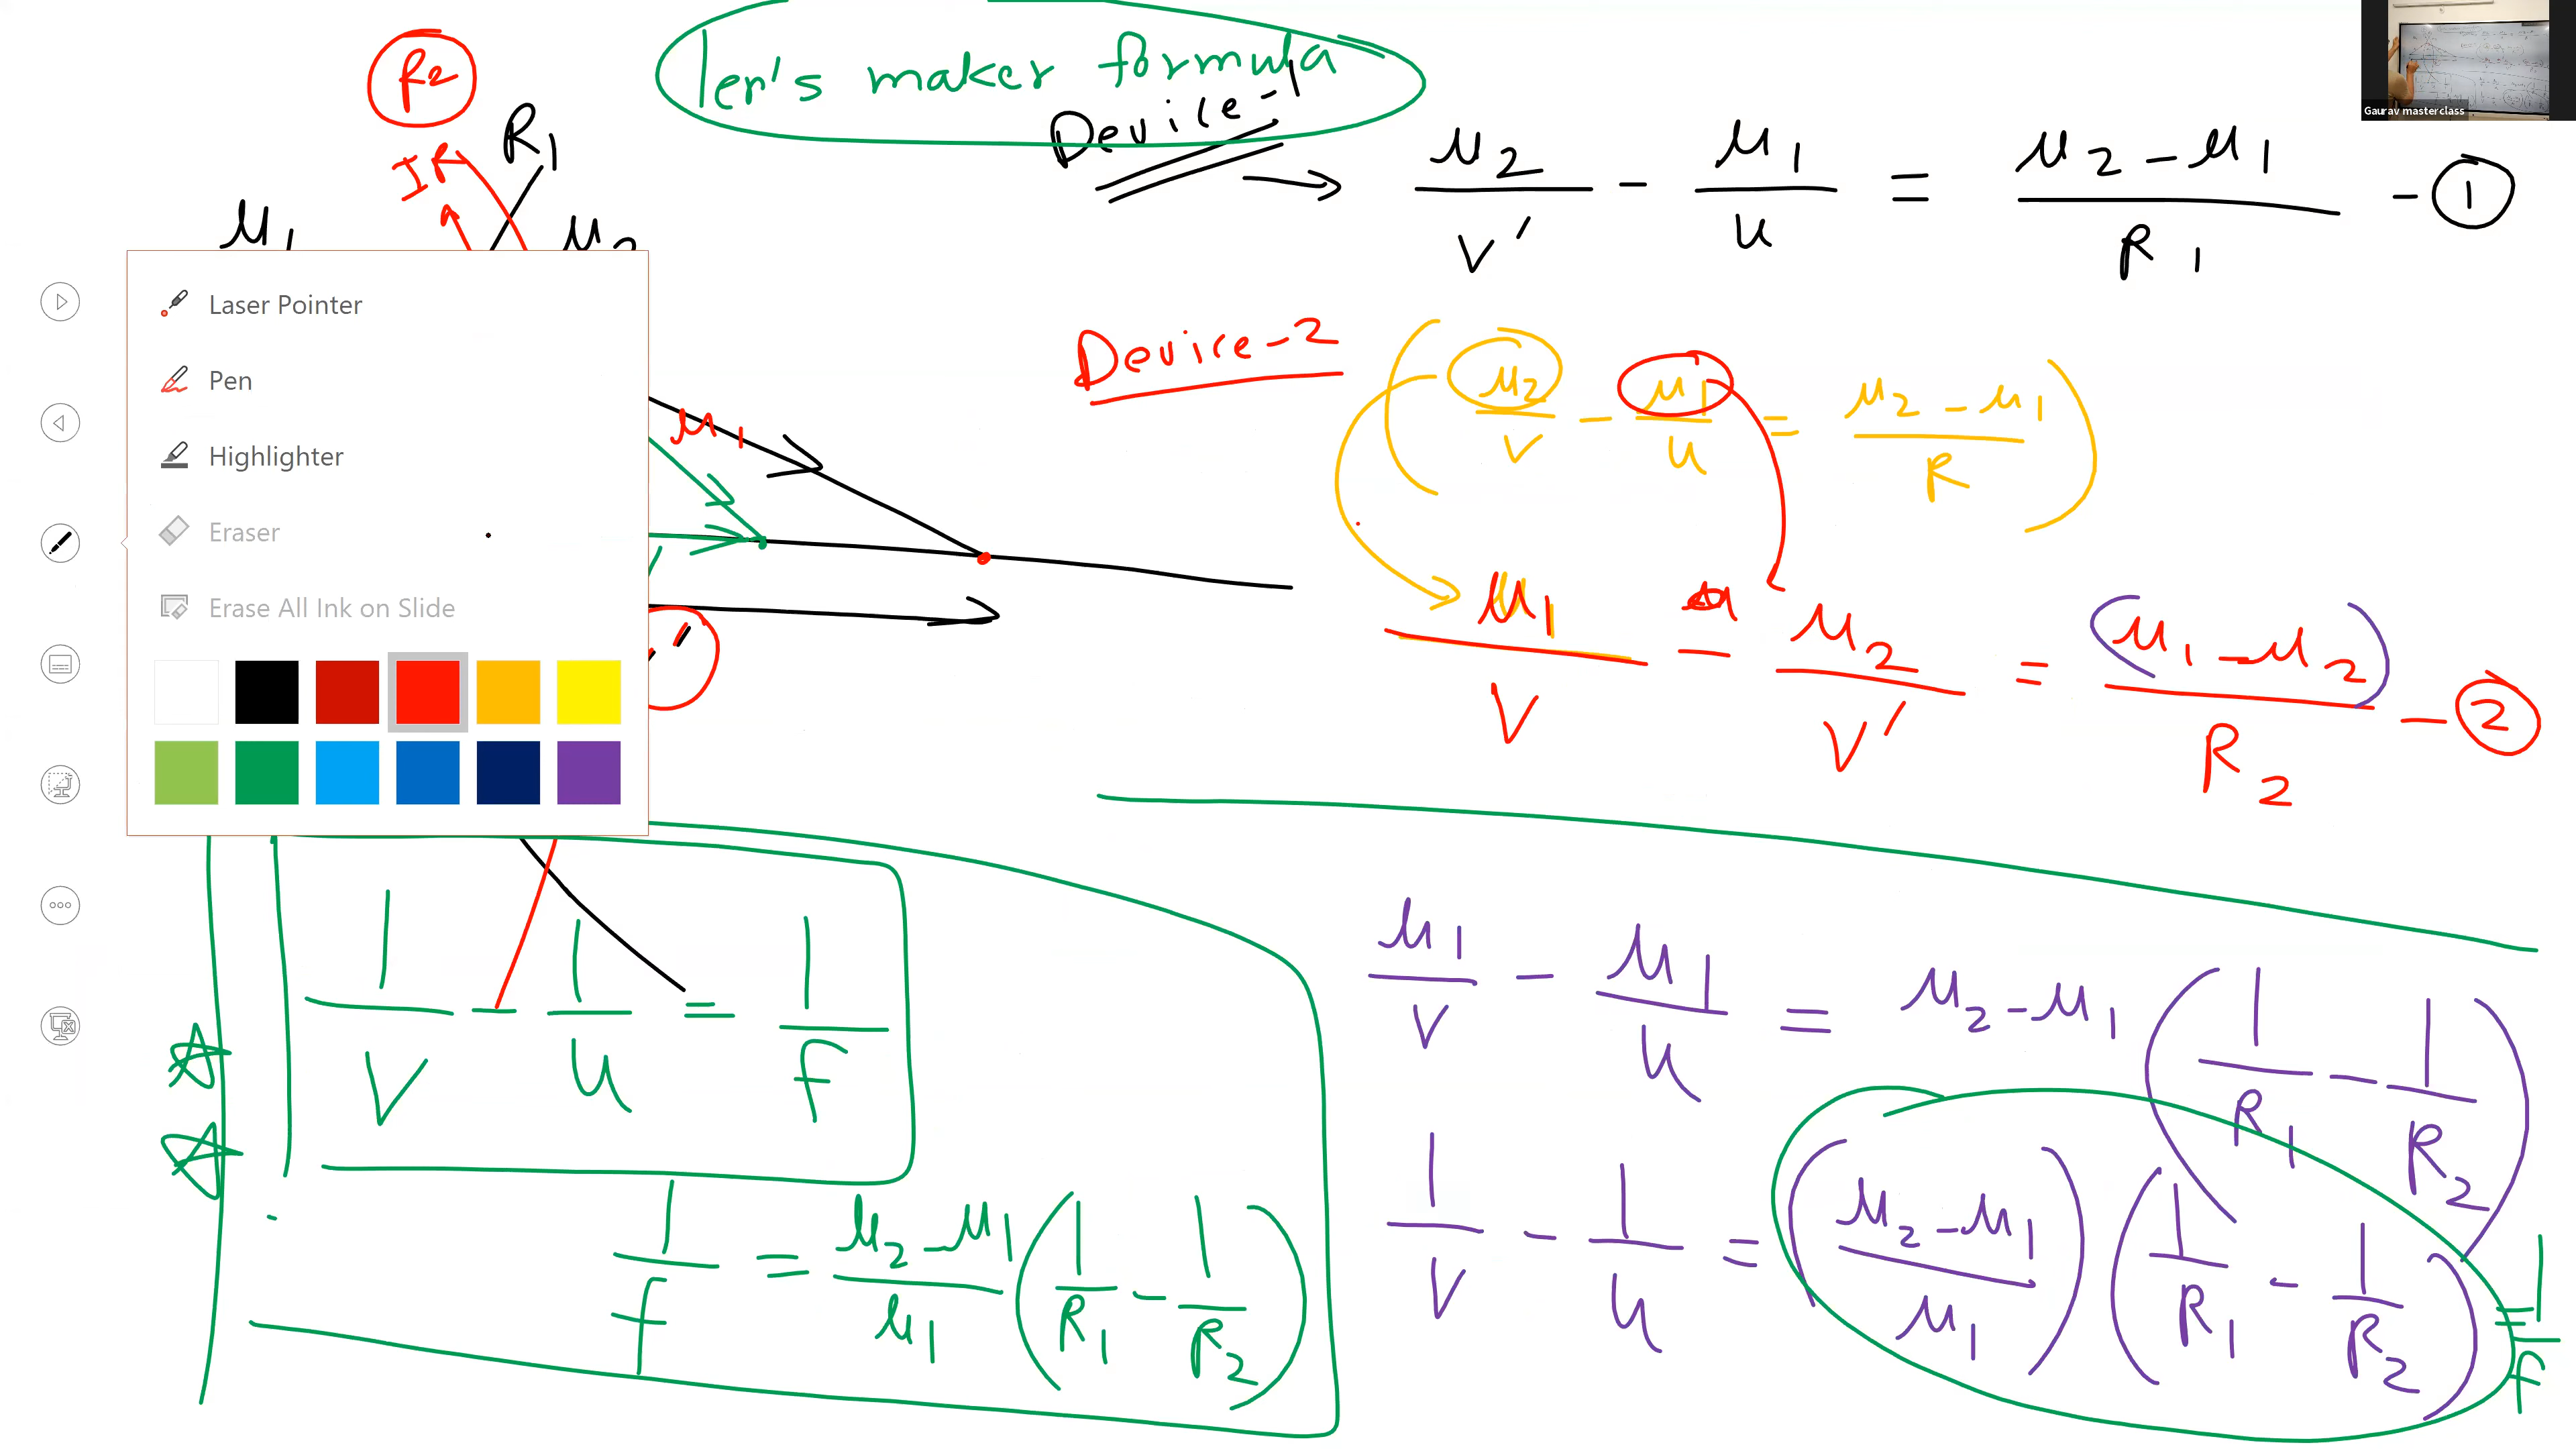 len's maker formula
R2
R1
IR
μ1 μ2
Device-1 → μ2/v' - μ1/u = μ2-μ1/R1 - ①
Gaurav masterclass
Laser Pointer
Pen
Highlighter
Eraser
Erase All Ink on Slide
μ1
Device-2 (μ2/v - μ1/u = μ2-μ1/R)
μ1/v - μ2/v' = (μ1-μ2)/R2 - ②
μ1/v - μ1/u = μ2-μ1 (1/R1 - 1/R2)
1/v - 1/u = (μ2-μ1/μ1) (1/R1 - 1/R2) = 1/f
1/v - 1/u = 1/f
1/f = μ2-μ1/μ1 (1/R1 - 1/R2)